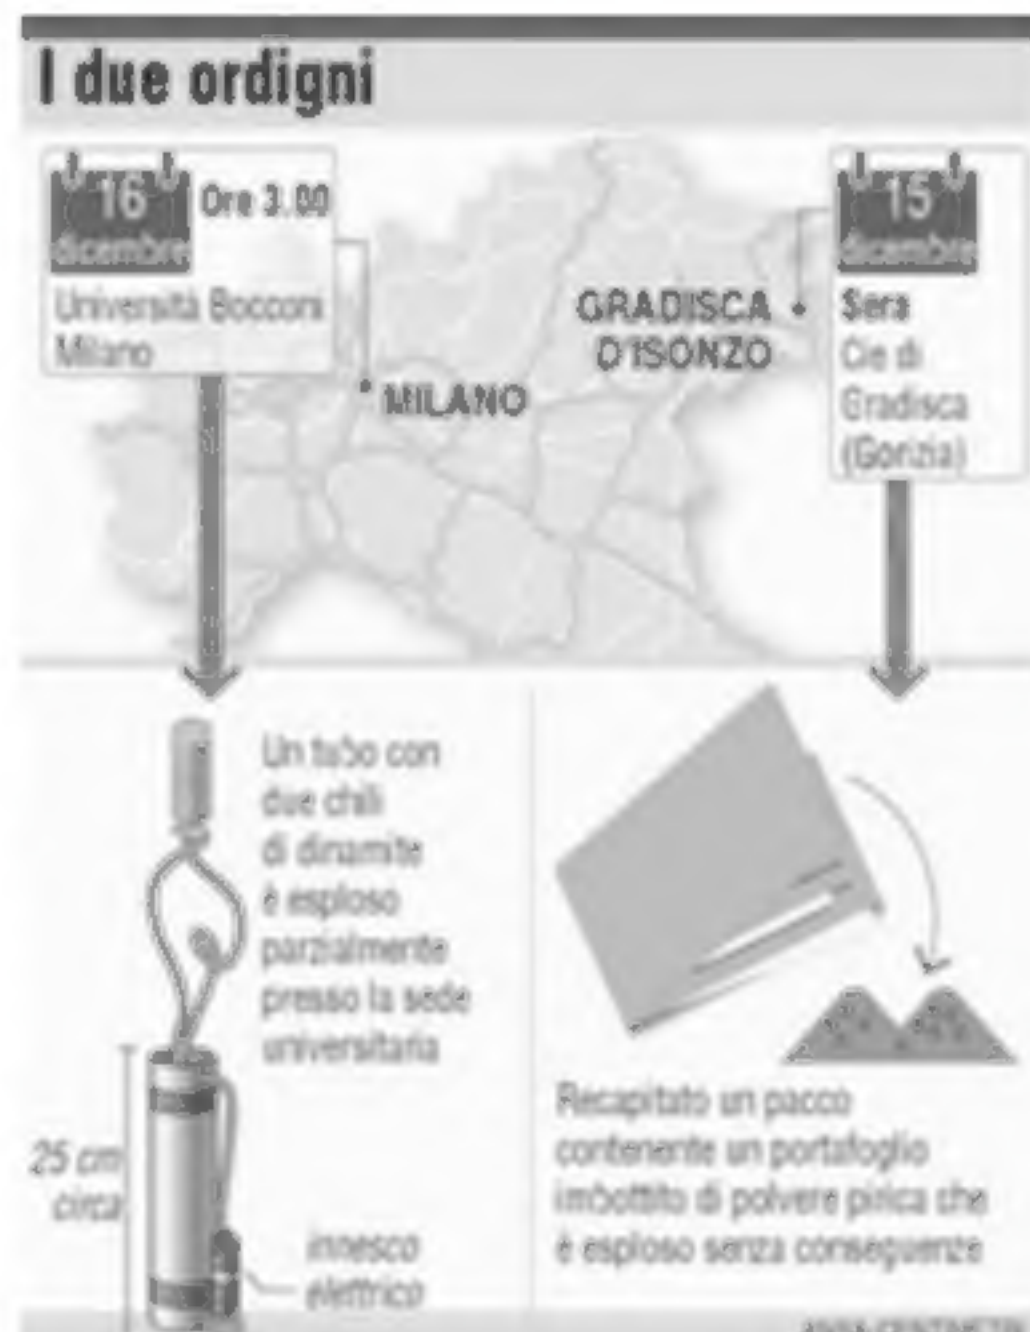 I due ordigni
16
dicembre
Ore 3.00
Università Bocconi
Milano
MILANO
GRADISCA
D'ISONZO
15
dicembre
Sera
Cie di
Gradisca
(Gorizia)
Un tubo con
due chili
di dinamite
è esploso
parzialmente
presso la sede
universitaria
25 cm
circa
innesco
elettrico
Recapitato un pacco
contenente un portafoglio
imbottito di polvere pirica che
è esploso senza conseguenze